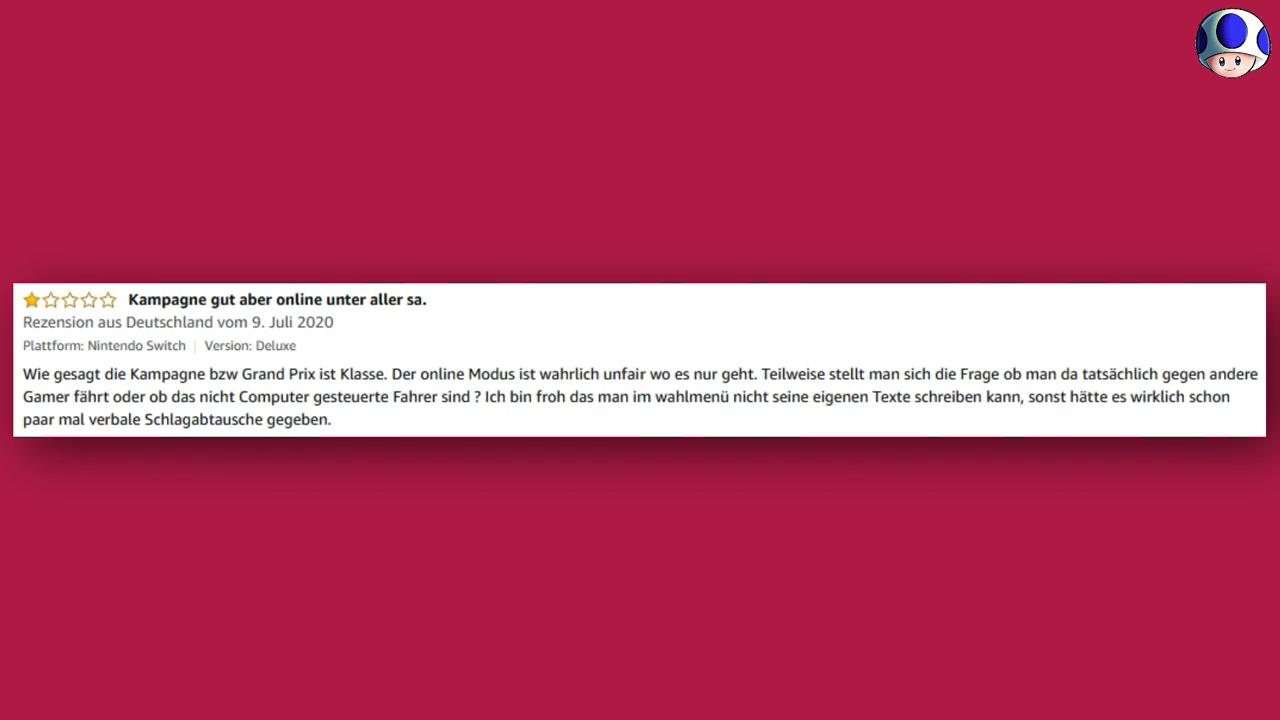 Kampagne gut aber online unter aller sa.
Rezension aus Deutschland vom 9. Juli 2020
Plattform: Nintendo Switch | Version: Deluxe
Wie gesagt die Kampagne bzw Grand Prix ist Klasse. Der online Modus ist wahrlich unfair wo es nur geht. Teilweise stellt man sich die Frage ob man da tatsächlich gegen andere
Gamer fährt oder ob das nicht Computer gesteuerte Fahrer sind ? Ich bin froh das man im wahlmenü nicht seine eigenen Texte schreiben kann, sonst hätte es wirklich schon
paar mal verbale Schlagabtausche gegeben.